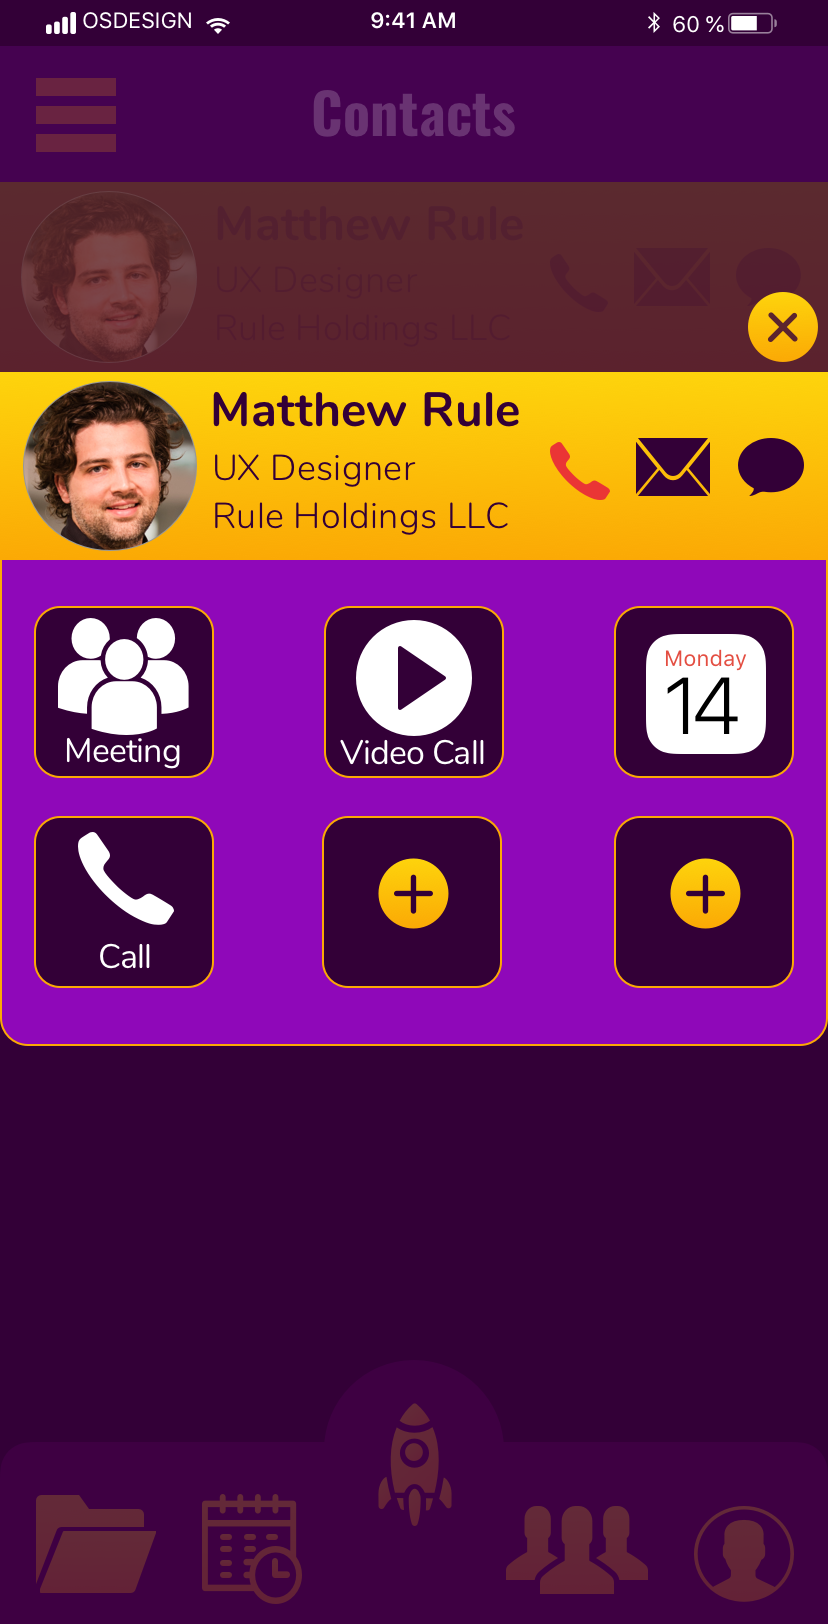 OSDESIGN 9:41 AM 60 %
Contacts
Matthew Rule
UX Designer
Rule Holdings LLC
Matthew Rule
UX Designer
Rule Holdings LLC
Meeting
Video Call
Monday
14
Call